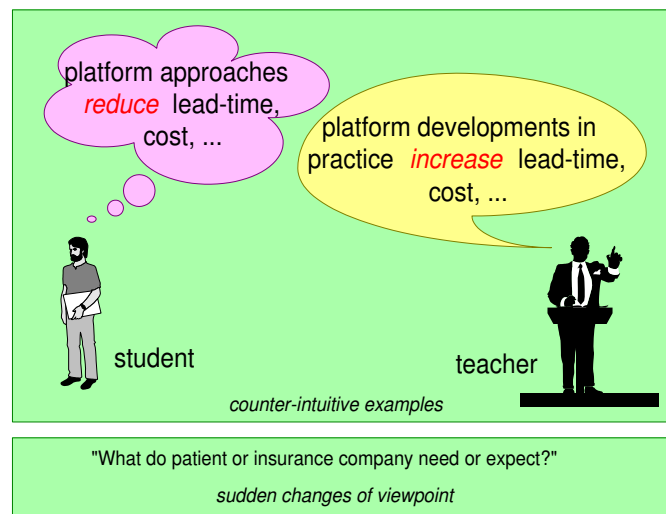 platform approaches
reduce lead-time,
cost, ...
platform developments in
practice increase lead-time,
cost, ...
student
teacher
counter-intuitive examples
"What do patient or insurance company need or expect?"
sudden changes of viewpoint